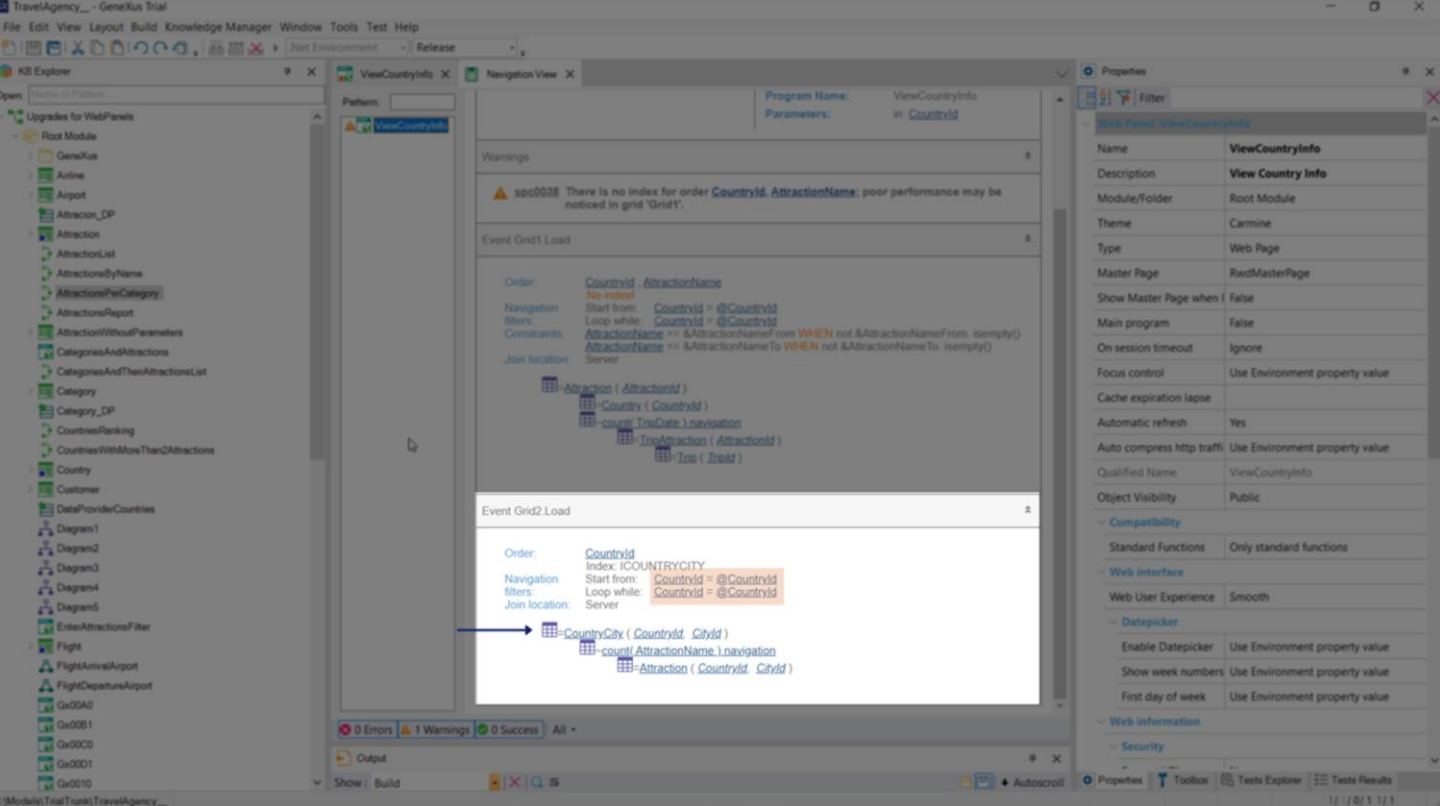 TravelAgency__ - GeneXus Trial
File Edit View Layout Build Knowledge Manager Window Tools Test Help
.Net Environment Release
KB Explorer
Open: Name or Pattern
Upgrades for WebPanels
Root Module
GeneXus
Airline
Airport
Attracion_DP
Attraction
AttractionList
AttractionsByName
AttractionsPerCategory
AttractionsReport
AttractionWithoutParameters
CategoriesAndAttractions
CategoriesAndTheirAttractionsList
Category
Category_DP
CountriesRanking
CountriesWithMoreThan2Attractions
Country
Customer
DataProviderCountries
Diagram1
Diagram2
Diagram3
Diagram4
Diagram5
EnterAttractionsFilter
Flight
FlightArrivalAirport
FlightDepartureAirport
Gx00A0
Gx00B1
Gx00C0
Gx00D1
Gx0010
ViewCountryInfo
Navigation View
Pattern:
ViewCountryInfo
Program Name: ViewCountryInfo
Parameters: in: CountryId
Warnings
spc0038 There is no index for order CountryId, AttractionName; poor performance may be
noticed in grid 'Grid1'.
Event Grid1.Load
Order: CountryId , AttractionName
No index!
Navigation Start from: CountryId = @CountryId
filters: Loop while: CountryId = @CountryId
Constraints: AttractionName >= &AttractionNameFrom WHEN not &AttractionNameFrom. isempty()
AttractionName <= &AttractionNameTo WHEN not &AttractionNameTo. isempty()
Join location: Server
=Attraction ( AttractionId )
=Country ( CountryId )
~count( TripDate ) navigation
=TripAttraction ( AttractionId )
=Trip ( TripId )
Event Grid2.Load
Order: CountryId
Index: ICOUNTRYCITY
Navigation Start from: CountryId = @CountryId
filters: Loop while: CountryId = @CountryId
Join location: Server
=CountryCity ( CountryId, CityId )
~count( AttractionName ) navigation
=Attraction ( CountryId, CityId )
0 Errors 1 Warnings 0 Success All
Output
Show: Build Autoscroll
Properties
Filter
Web Panel: ViewCountryInfo
Name ViewCountryInfo
Description View Country Info
Module/Folder Root Module
Theme Carmine
Type Web Page
Master Page RwdMasterPage
Show Master Page when I False
Main program False
On session timeout Ignore
Focus control Use Environment property value
Cache expiration lapse
Automatic refresh Yes
Auto compress http traffi Use Environment property value
Qualified Name ViewCountryInfo
Object Visibility Public
Compatibility
Standard Functions Only standard functions
Web interface
Web User Experience Smooth
Datepicker
Enable Datepicker Use Environment property value
Show week numbers Use Environment property value
First day of week Use Environment property value
Web information
Security
Properties Toolbox Tests Explorer Tests Results
:\Models\TrialTrunk\TravelAgency__